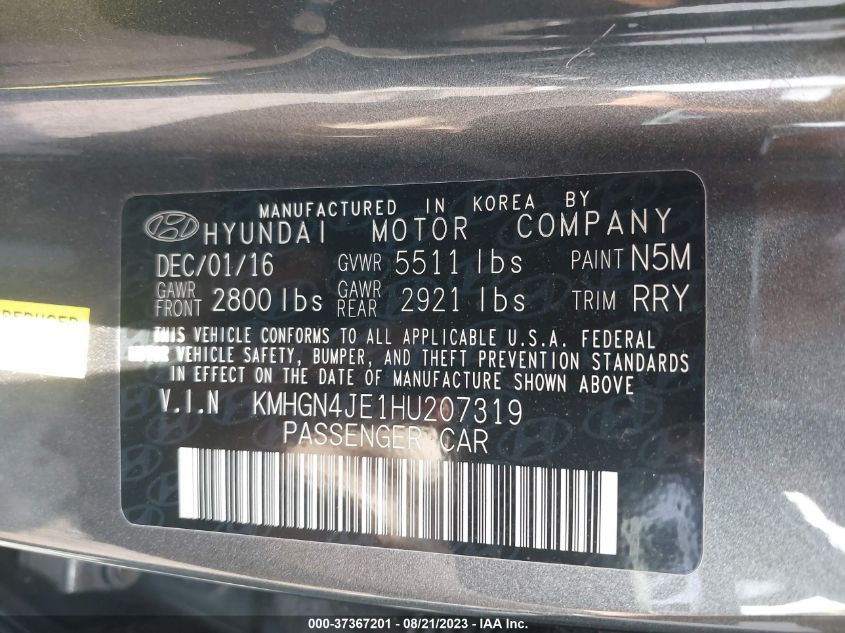 MANUFACTURED IN KOREA BY
HYUNDAI MOTOR COMPANY
DEC/01/16 GVWR 5511 lbs PAINT N5M
GAWR FRONT 2800 lbs GAWR REAR 2921 lbs TRIM RRY
THIS VEHICLE CONFORMS TO ALL APPLICABLE U.S.A. FEDERAL
MOTOR VEHICLE SAFETY, BUMPER, AND THEFT PREVENTION STANDARDS
IN EFFECT ON THE DATE OF MANUFACTURE SHOWN ABOVE
V.I.N KMHGN4JE1HU207319
PASSENGER CAR
000-37367201 - 08/21/2023 - IAA Inc.